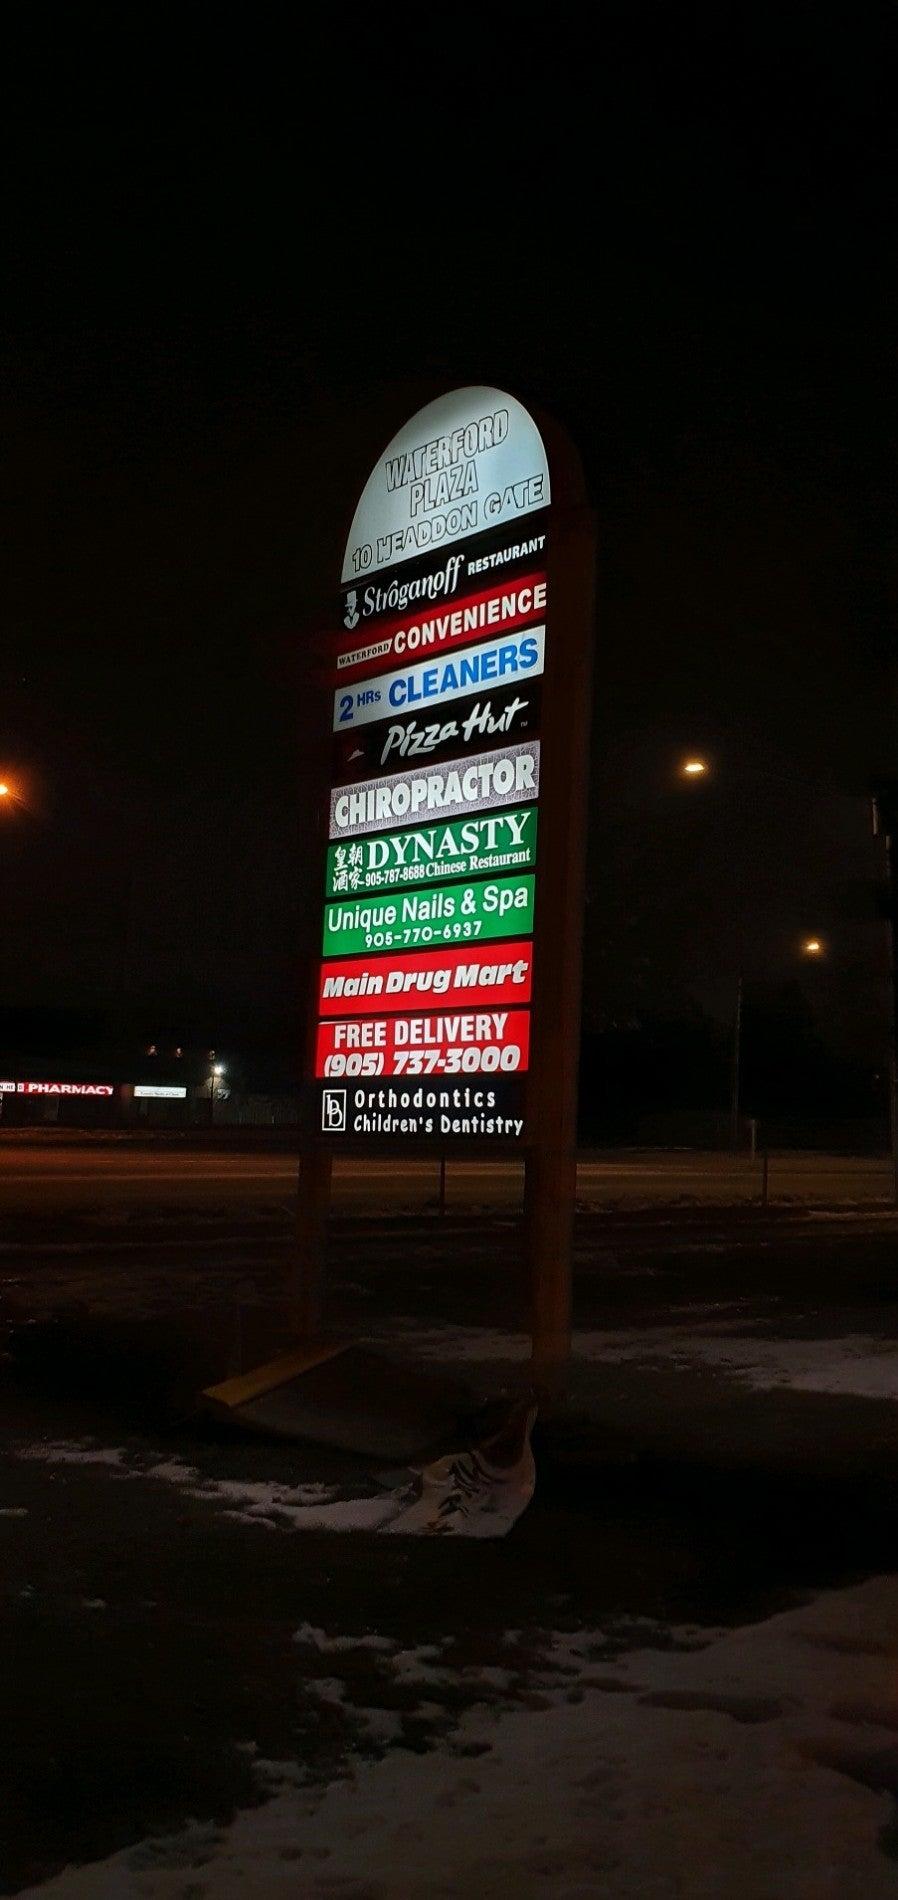 WATERFORD
PLAZA
10 HEADDON GATE
Stroganoff RESTAURANT
WATERFORD CONVENIENCE
2 HRs CLEANERS
Pizza Hut
CHIROPRACTOR
皇朝 DYNASTY
酒家 905-787-8688 Chinese Restaurant
Unique Nails & Spa
905-770-6937
Main Drug Mart
FREE DELIVERY
(905) 737-3000
Orthodontics
Children's Dentistry
PHARMACY